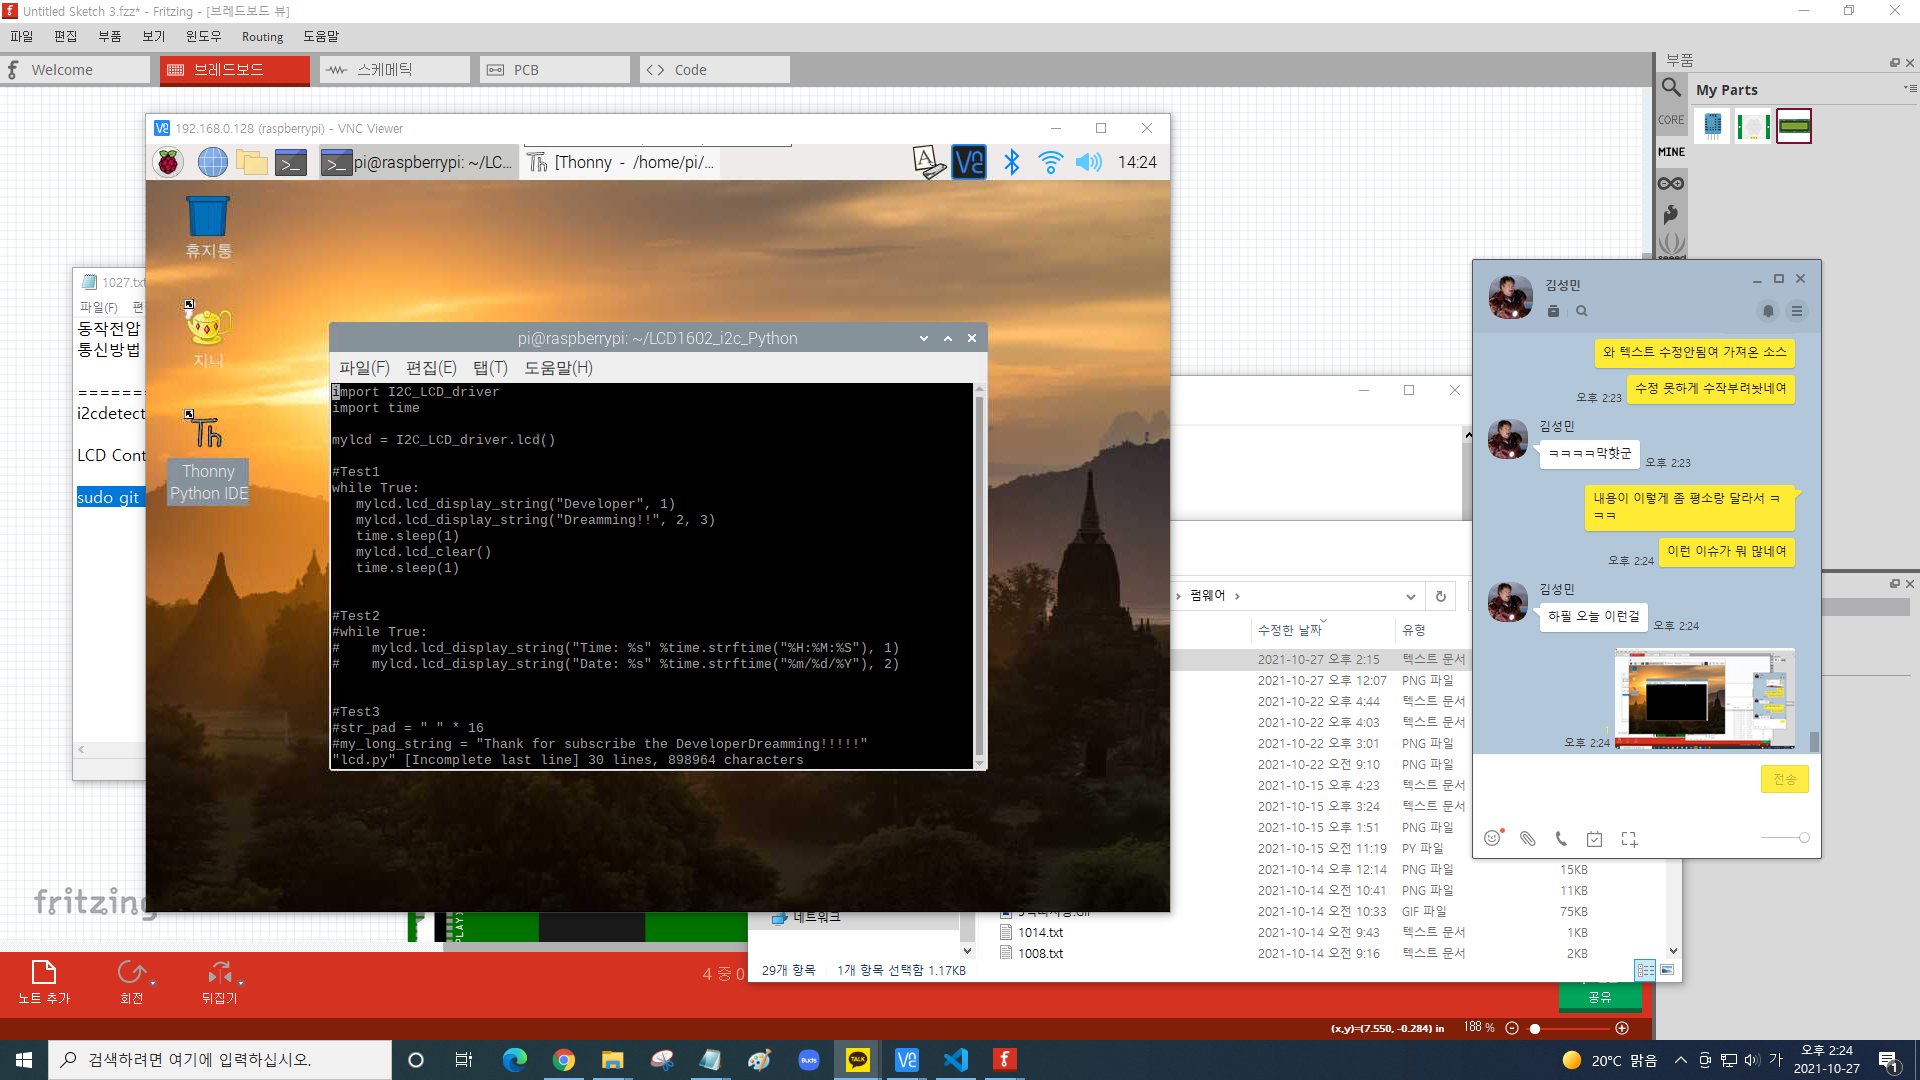 Untitled Sketch 3.fzz* - Fritzing - [브레드보드 뷰]
파일 편집 부품 보기 윈도우 Routing 도움말
Welcome 브레드보드 스케메틱 PCB Code
부품
My Parts
CORE
MINE
192.168.0.128 (raspberrypi) - VNC Viewer
pi@raspberrypi: ~/LC...
[Thonny - /home/pi/...
14:24
휴지통
지니
Thonny
Python IDE
1027.txt
파일(F) 편
동작전압
통신방법
i2cdetect
LCD Cont
sudo git
pi@raspberrypi: ~/LCD1602_i2c_Python
파일(F) 편집(E) 탭(T) 도움말(H)
import I2C_LCD_driver
import time
mylcd = I2C_LCD_driver.lcd()
#Test1
while True:
   mylcd.lcd_display_string("Developer", 1)
   mylcd.lcd_display_string("Dreamming!!", 2, 3)
   time.sleep(1)
   mylcd.lcd_clear()
   time.sleep(1)
#Test2
#while True:
#    mylcd.lcd_display_string("Time: %s" %time.strftime("%H:%M:%S"), 1)
#    mylcd.lcd_display_string("Date: %s" %time.strftime("%m/%d/%Y"), 2)
#Test3
#str_pad = " " * 16
#my_long_string = "Thank for subscribe the DeveloperDreamming!!!!!"
"lcd.py" [Incomplete last line] 30 lines, 898964 characters
김성민
와 텍스트 수정안됨여 가져온 소스
수정 못하게 수작부려놧네여
오후 2:23
김성민
ㅋㅋㅋㅋ막핫군
오후 2:23
내용이 이렇게 좀 평소랑 달라서 ㅋ
ㅋㅋ
이런 이슈가 뭐 많네여
오후 2:24
김성민
하필 오늘 이런걸
오후 2:24
오후 2:24
전송
펌웨어
수정한 날짜 유형
2021-10-27 오후 2:15 텍스트 문서
2021-10-27 오후 12:07 PNG 파일
2021-10-22 오후 4:44 텍스트 문서
2021-10-22 오후 4:03 텍스트 문서
2021-10-22 오후 3:01 PNG 파일
2021-10-22 오전 9:10 PNG 파일
2021-10-15 오후 4:23 텍스트 문서
2021-10-15 오후 3:24 텍스트 문서
2021-10-15 오후 1:51 PNG 파일
2021-10-15 오전 11:19 PY 파일
2021-10-14 오후 12:14 PNG 파일 15KB
2021-10-14 오전 10:41 PNG 파일 11KB
2021-10-14 오전 10:33 GIF 파일 75KB
1014.txt 2021-10-14 오전 9:43 텍스트 문서 1KB
1008.txt 2021-10-14 오전 9:16 텍스트 문서 2KB
네트워크
29개 항목 1개 항목 선택함 1.17KB
fritzing
노트 추가 회전 뒤집기
4 중 0
공유
(x,y)=(7.550, -0.284) in 188 %
검색하려면 여기에 입력하십시오.
Buds
TALK
20°C 맑음
가
오후 2:24
2021-10-27
1